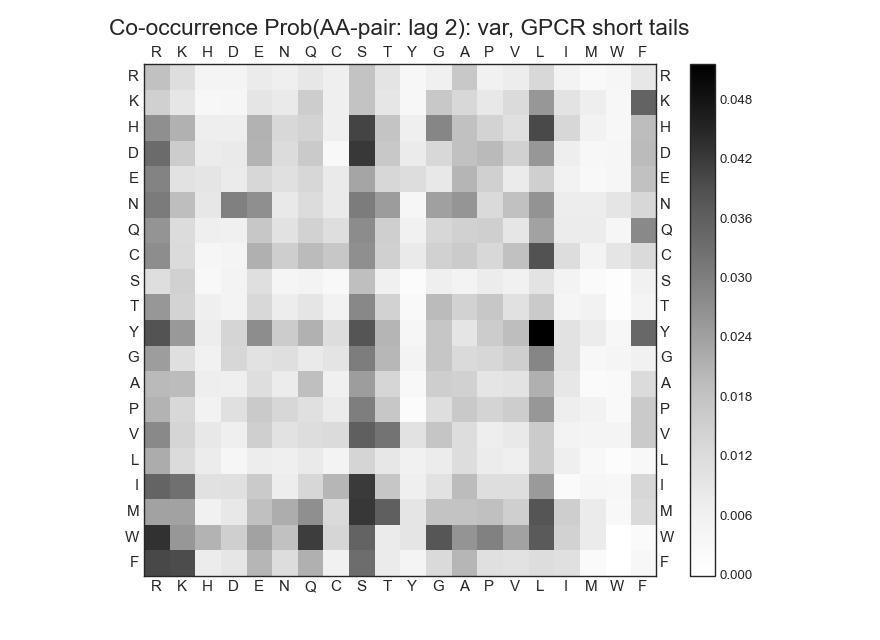 Co-occurrence Prob(AA-pair: lag 2): var, GPCR short tails
R K H D E N Q C S T Y G A P V L I M W F
R R
K K
H H
D D
E E
N N
Q Q
C C
S S
T T
Y Y
G G
A A
P P
V V
L L
I I
M M
W W
F F
R K H D E N Q C S T Y G A P V L I M W F
0.048
0.042
0.036
0.030
0.024
0.018
0.012
0.006
0.000